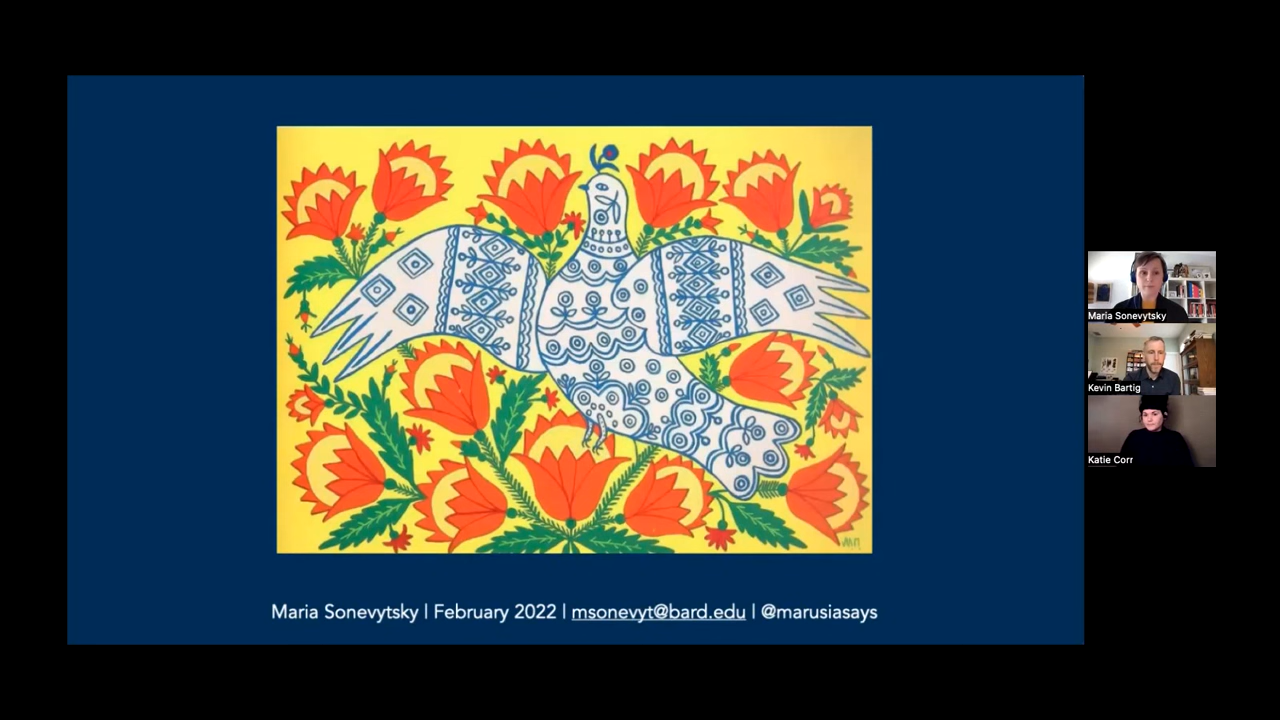 Maria Sonevytsky | February 2022 | msonevyt@bard.edu | @marusiasays
Maria Sonevytsky
Kevin Bartig
Katie Corr